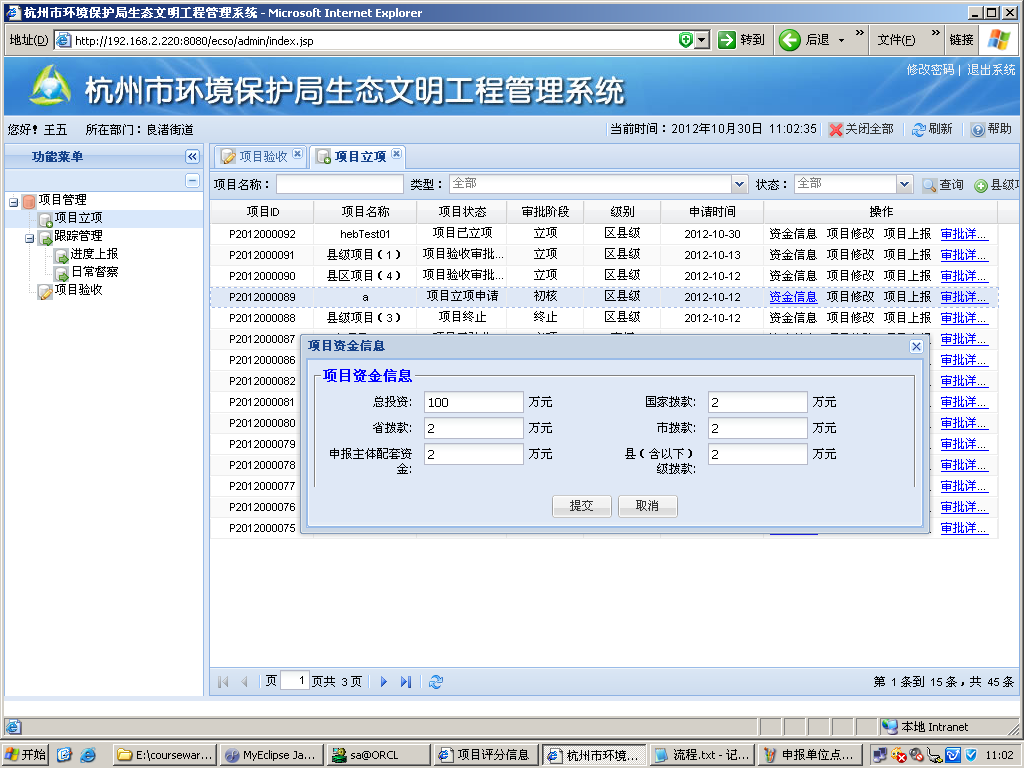 杭州市环境保护局生态文明工程管理系统 - Microsoft Internet Explorer
地址(D) http://192.168.2.220:8080/ecso/admin/index.jsp 转到 后退 » 文件(F) » 链接
杭州市环境保护局生态文明工程管理系统 修改密码 | 退出系统
您好! 王五 所在部门：良渚街道 当前时间：2012年10月30日 11:02:35 关闭全部 刷新 帮助
功能菜单
项目管理
项目立项
跟踪管理
进度上报
日常督察
项目验收
项目验收 项目立项
项目名称： 类型： 全部 状态： 全部 查询 县级项
项目ID 项目名称 项目状态 审批阶段 级别 申请时间 操作
P2012000092 hebTest01 项目已立项 立项 区县级 2012-10-30 资金信息 项目修改 项目上报 审批详...
P2012000091 县级项目（1） 项目验收审批... 立项 区县级 2012-10-13 资金信息 项目修改 项目上报 审批详...
P2012000090 县区项目（4） 项目验收审批... 立项 区县级 2012-10-12 资金信息 项目修改 项目上报 审批详...
P2012000089 a 项目立项申请 初核 区县级 2012-10-12 资金信息 项目修改 项目上报 审批详...
P2012000088 县级项目（3） 项目终止 终止 区县级 2012-10-12 资金信息 项目修改 项目上报 审批详...
P2012000087 审批详...
P2012000086 审批详...
P2012000082 审批详...
P2012000081 审批详...
P2012000080 审批详...
P2012000079 审批详...
P2012000078 审批详...
P2012000077 审批详...
P2012000076 审批详...
P2012000075 审批详...
项目资金信息
项目资金信息
总投资: 100 万元 国家拨款: 2 万元
省拨款: 2 万元 市拨款: 2 万元
申报主体配套资金: 2 万元 县（含以下）级拨款: 2 万元
提交 取消
页 1 页共 3 页 第 1 条到 15 条，共 45 条
本地 Intranet
开始 E:\coursewar... MyEclipse Ja... sa@ORCL 项目评分信息 杭州市环境... 流程.txt - 记... 申报单位点... 11:02